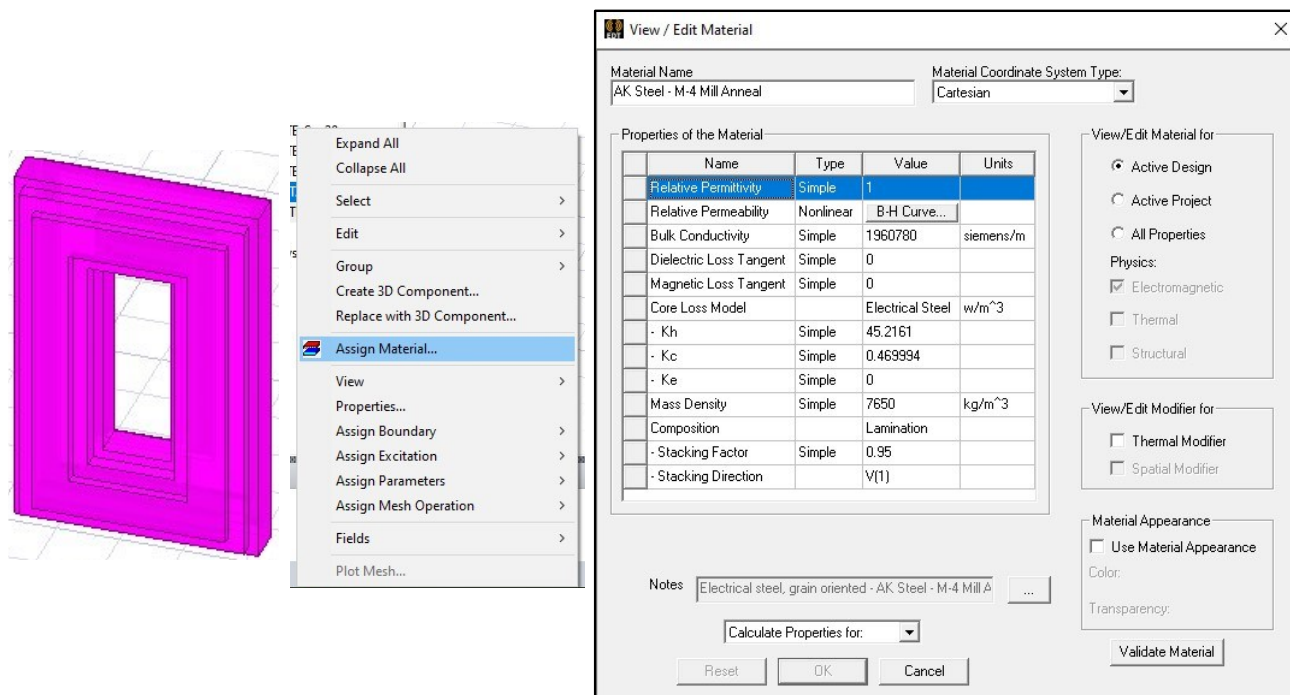 Expand All
Collapse All
Select
Edit
Group
Create 3D Component...
Replace with 3D Component...
Assign Material...
View
Properties...
Assign Boundary
Assign Excitation
Assign Parameters
Assign Mesh Operation
Fields
Plot Mesh...
EDT View / Edit Material
Material Name
AK Steel - M-4 Mill Anneal
Material Coordinate System Type:
Cartesian
Properties of the Material
Name Type Value Units
Relative Permittivity Simple 1
Relative Permeability Nonlinear B-H Curve...
Bulk Conductivity Simple 1960780 siemens/m
Dielectric Loss Tangent Simple 0
Magnetic Loss Tangent Simple 0
Core Loss Model Electrical Steel w/m^3
- Kh Simple 45.2161
- Kc Simple 0.469994
- Ke Simple 0
Mass Density Simple 7650 kg/m^3
Composition Lamination
- Stacking Factor Simple 0.95
- Stacking Direction V(1)
View/Edit Material for
Active Design
Active Project
All Properties
Physics:
Electromagnetic
Thermal
Structural
View/Edit Modifier for
Thermal Modifier
Spatial Modifier
Material Appearance
Use Material Appearance
Color:
Transparency:
Notes Electrical steel, grain oriented - AK Steel - M-4 Mill A ...
Calculate Properties for:
Validate Material
Reset OK Cancel